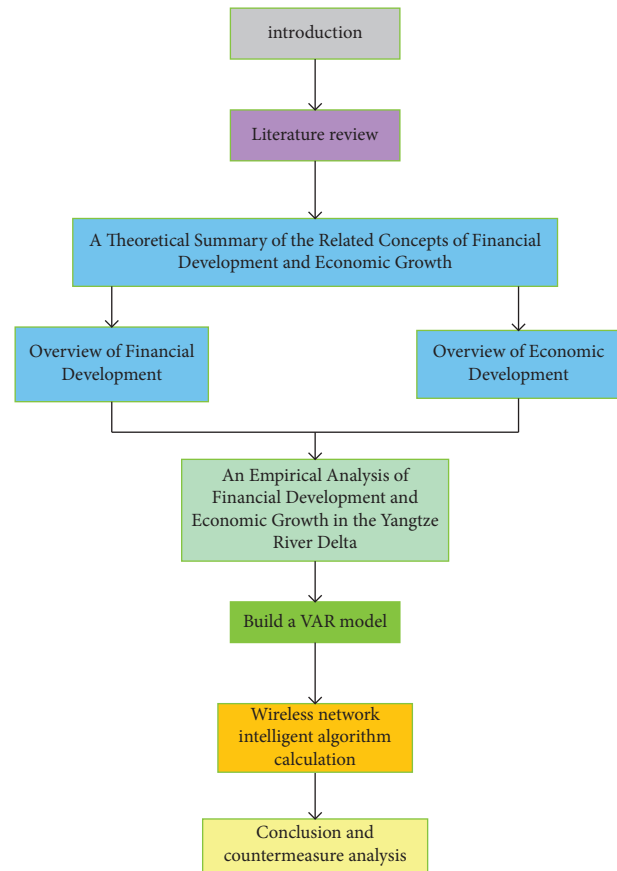 introduction
Literature review
A Theoretical Summary of the Related Concepts of Financial
Development and Economic Growth
Overview of Financial
Development
Overview of Economic
Development
An Empirical Analysis of
Financial Development and
Economic Growth in the Yangtze
River Delta
Build a VAR model
Wireless network
intelligent algorithm
calculation
Conclusion and
countermeasure analysis